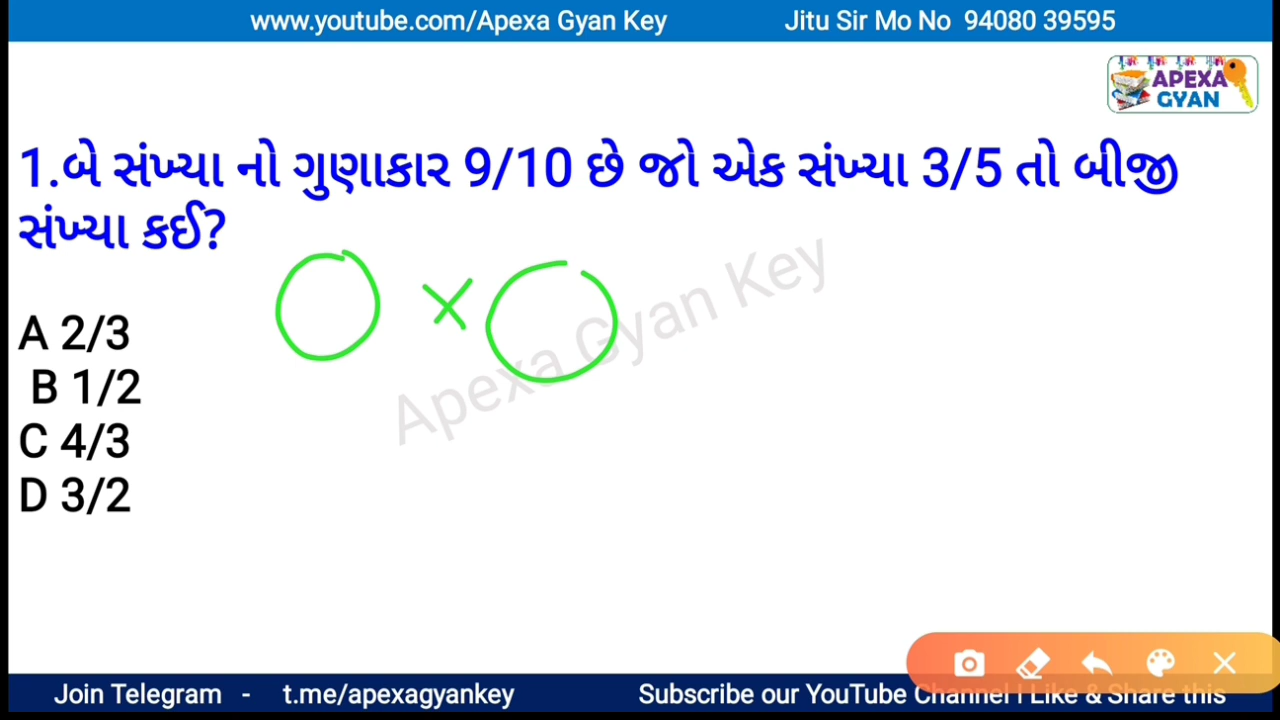 www.youtube.com/Apexa Gyan Key Jitu Sir Mo No 94080 39595
APEXA
GYAN
1.બે સંખ્યા નો ગુણાકાર 9/10 છે જો એક સંખ્યા 3/5 તો બીજી
સંખ્યા કઈ?
×
Apexa Gyan Key
A 2/3
B 1/2
C 4/3
D 3/2
Join Telegram - t.me/apexagyankey Subscribe our YouTube Channel | Like & Share this